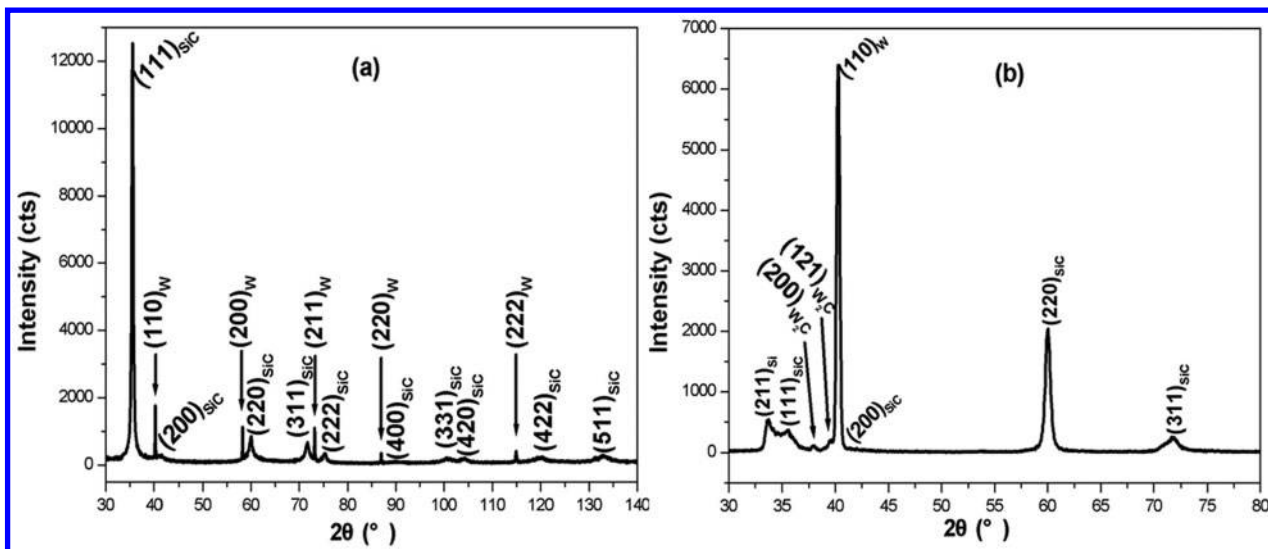 (a)
Intensity (cts)
12000
10000
8000
6000
4000
2000
0
(111)SiC
(110)W
(200)SiC
(200)W
(220)SiC
(311)SiC
(211)W
(222)SiC
(220)W
(400)SiC
(331)SiC
(420)SiC
(222)W
(422)SiC
(511)SiC
30 40 50 60 70 80 90 100 110 120 130 140
2θ (°)
(b)
Intensity (cts)
7000
6000
5000
4000
3000
2000
1000
0
(211)Si
(111)SiC
(200)W2C
(121)W2C
(110)W
(200)SiC
(220)SiC
(311)SiC
30 35 40 45 50 55 60 65 70 75 80
2θ (°)